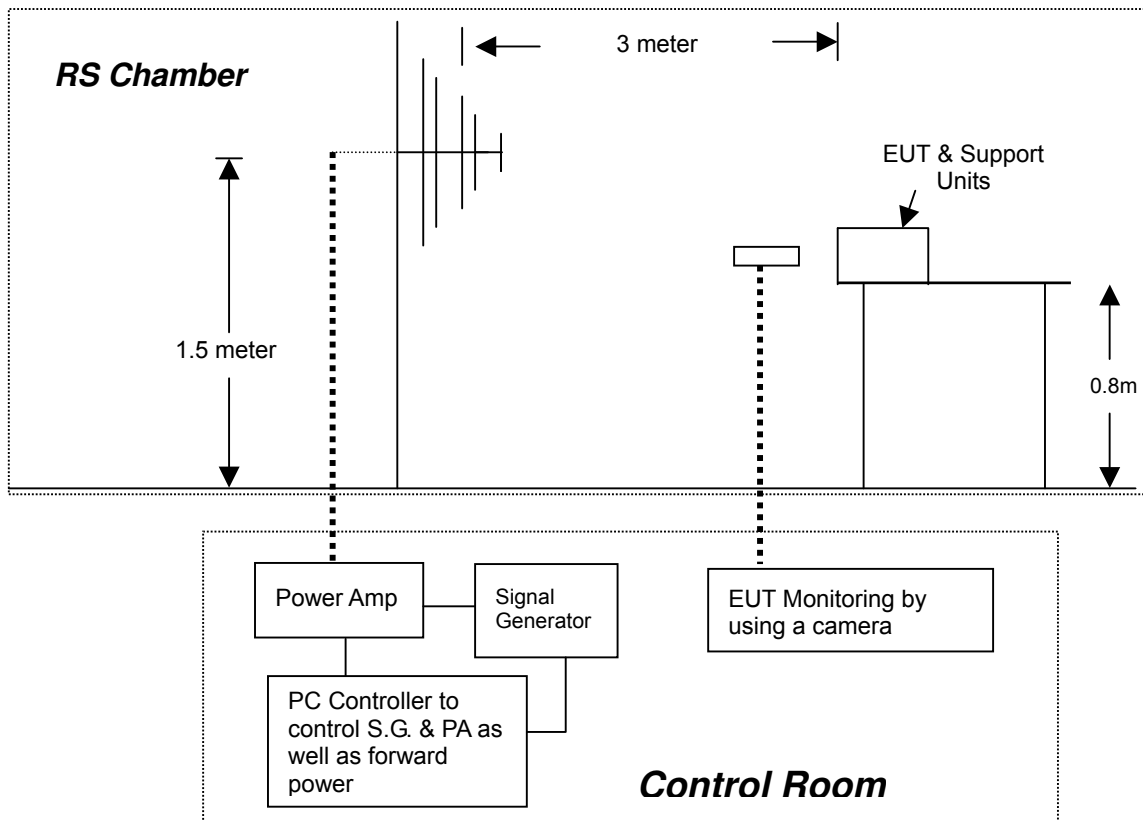 3 meter
RS Chamber
EUT & Support
Units
1.5 meter
0.8m
Power Amp
Signal
Generator
EUT Monitoring by
using a camera
PC Controller to
control S.G. & PA as
well as forward
power
Control Room